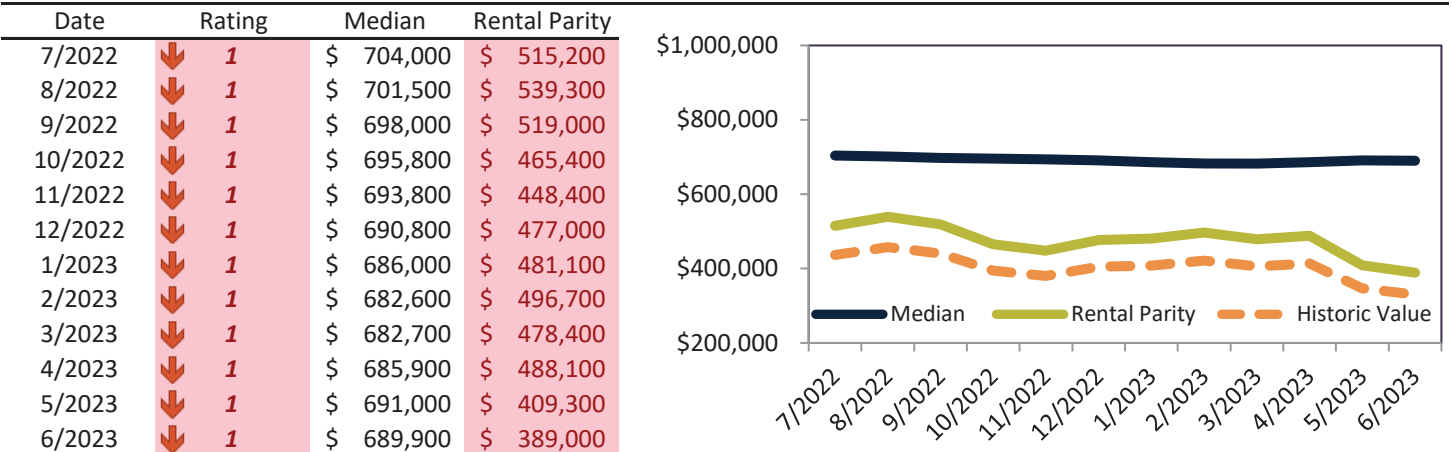 Date Rating Median Rental Parity
7/2022 1 $ 704,000 $ 515,200
8/2022 1 $ 701,500 $ 539,300
9/2022 1 $ 698,000 $ 519,000
10/2022 1 $ 695,800 $ 465,400
11/2022 1 $ 693,800 $ 448,400
12/2022 1 $ 690,800 $ 477,000
1/2023 1 $ 686,000 $ 481,100
2/2023 1 $ 682,600 $ 496,700
3/2023 1 $ 682,700 $ 478,400
4/2023 1 $ 685,900 $ 488,100
5/2023 1 $ 691,000 $ 409,300
6/2023 1 $ 689,900 $ 389,000
$1,000,000
$800,000
$600,000
$400,000
$200,000
Median Rental Parity Historic Value
7/2022 8/2022 9/2022 10/2022 11/2022 12/2022 1/2023 2/2023 3/2023 4/2023 5/2023 6/2023